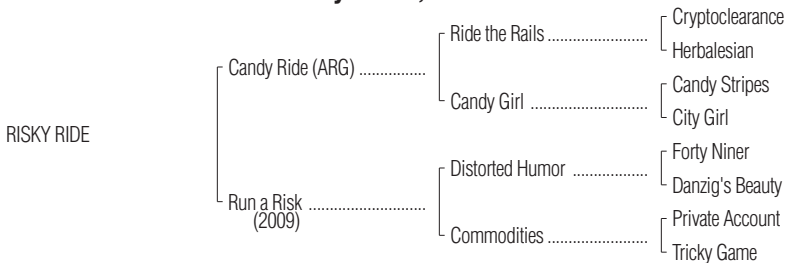 Cryptoclearance
Ride the Rails ........................
Herbalesian
Candy Ride (ARG) ................
Candy Stripes
Candy Girl ............................
City Girl
RISKY RIDE
Forty Niner
Distorted Humor ..................
Danzig's Beauty
Run a Risk ............................
(2009)
Private Account
Commodities ........................
Tricky Game